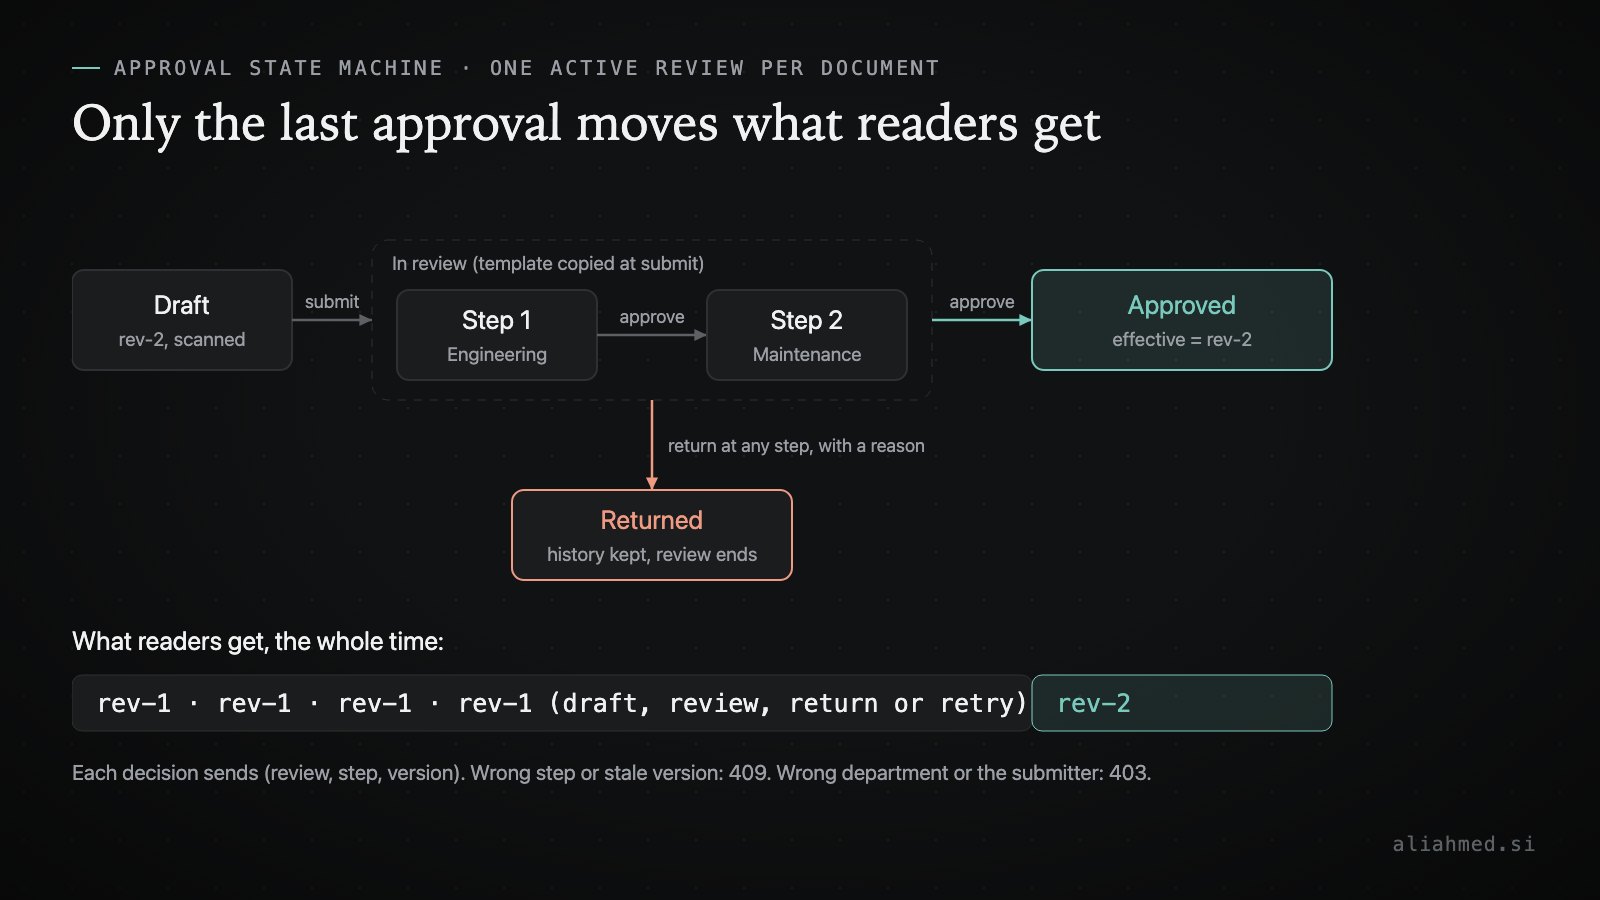 APPROVAL STATE MACHINE · ONE ACTIVE REVIEW PER DOCUMENT
Only the last approval moves what readers get
In review (template copied at submit)
Draft
rev-2, scanned
submit
Step 1
Engineering
approve
Step 2
Maintenance
approve
Approved
effective = rev-2
return at any step, with a reason
Returned
history kept, review ends
What readers get, the whole time:
rev-1 · rev-1 · rev-1 · rev-1 (draft, review, return or retry)
rev-2
Each decision sends (review, step, version). Wrong step or stale version: 409. Wrong department or the submitter: 403.
aliahmed.si